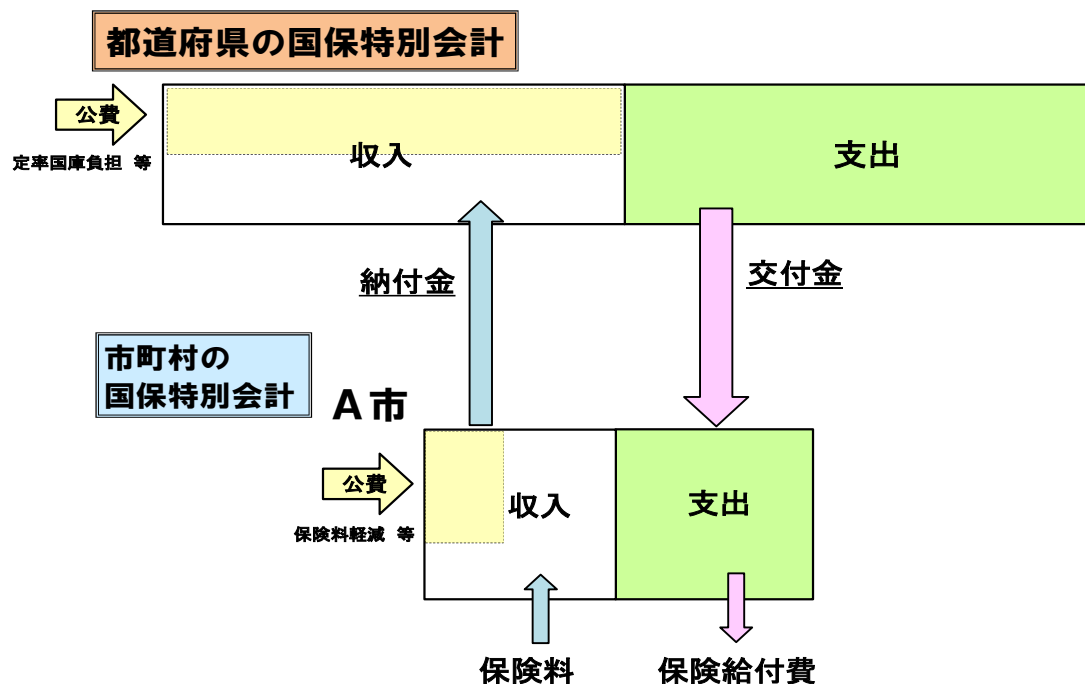 都道府県の国保特別会計
公費
定率国庫負担 等
収入
支出
納付金
交付金
市町村の
国保特別会計
A市
公費
保険料軽減 等
収入
支出
保険料
保険給付費